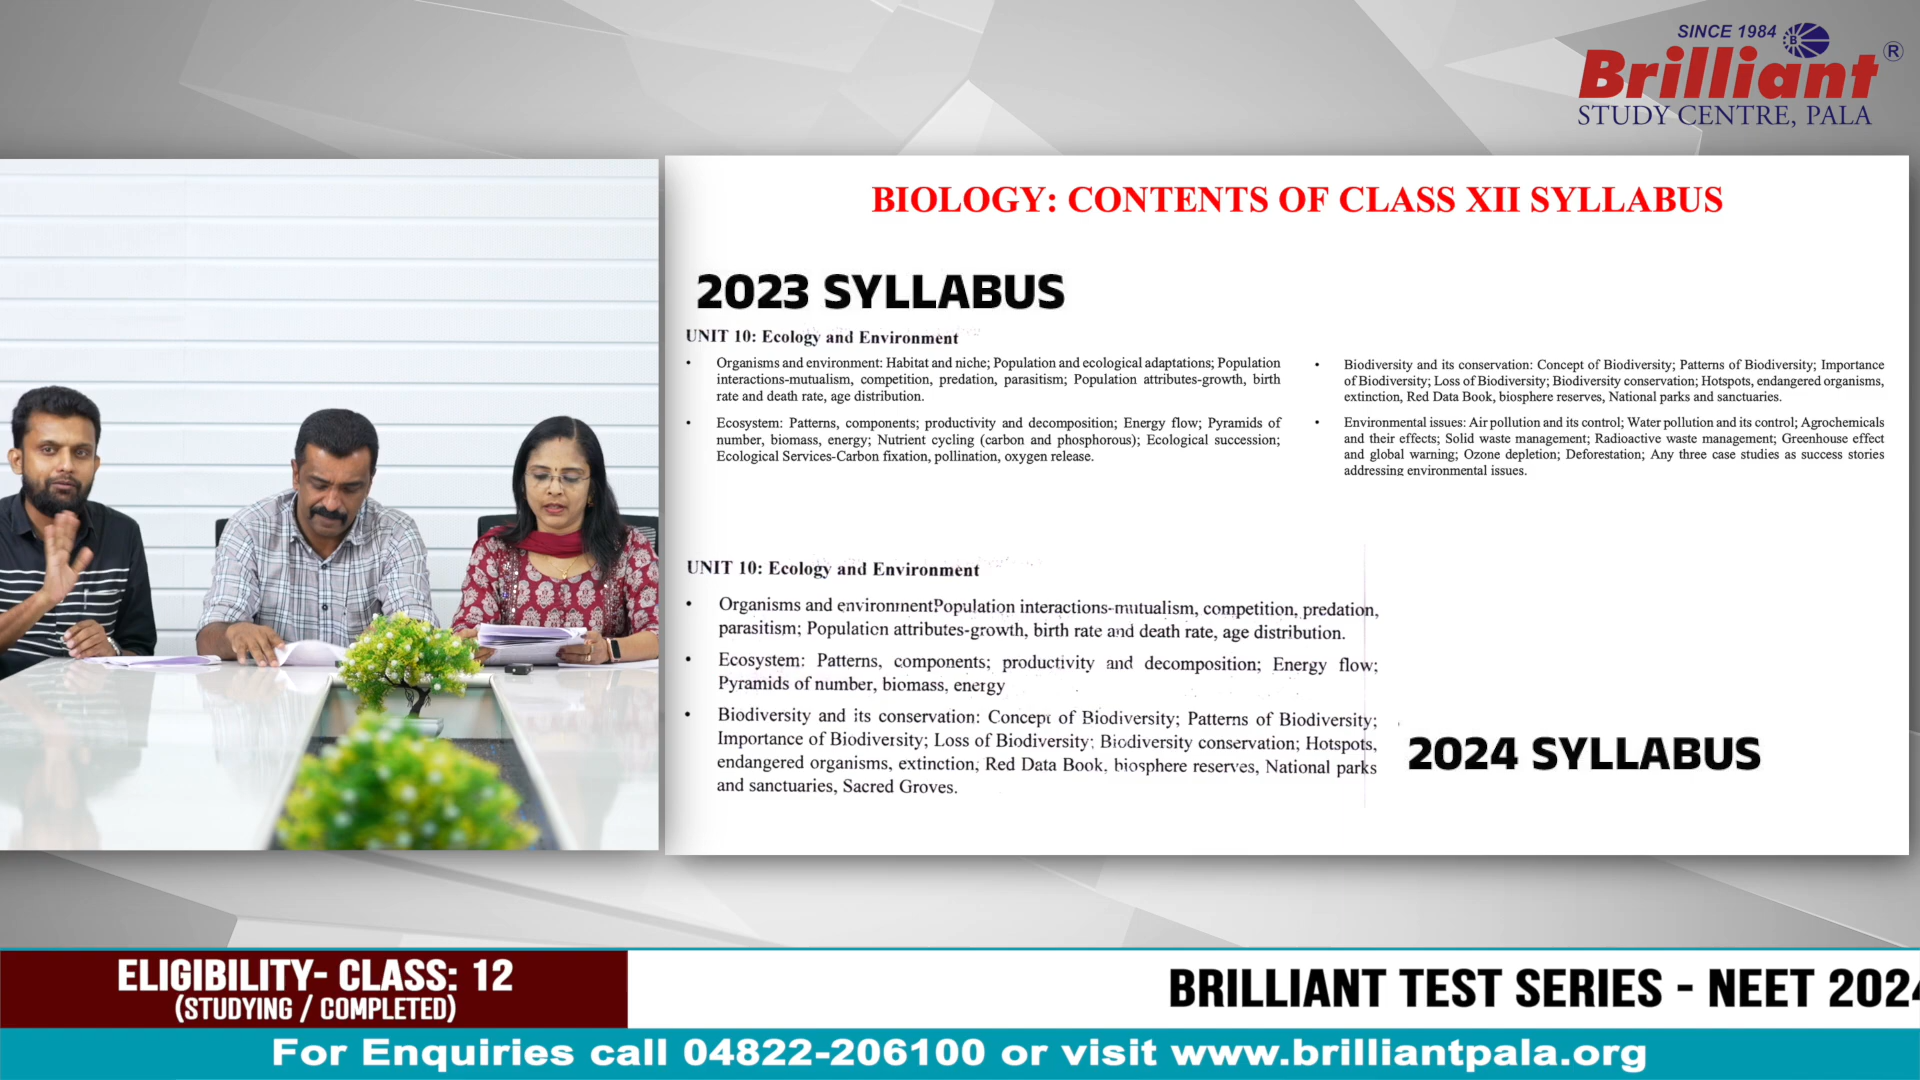 SINCE 1984
Brilliant ®
STUDY CENTRE, PALA
BIOLOGY: CONTENTS OF CLASS XII SYLLABUS
2023 SYLLABUS
UNIT 10: Ecology and Environment
• Organisms and environment: Habitat and niche; Population and ecological adaptations; Population
interactions-mutualism, competition, predation, parasitism; Population attributes-growth, birth
rate and death rate, age distribution.
• Ecosystem: Patterns, components; productivity and decomposition; Energy flow; Pyramids of
number, biomass, energy; Nutrient cycling (carbon and phosphorous); Ecological succession;
Ecological Services-Carbon fixation, pollination, oxygen release.
• Biodiversity and its conservation: Concept of Biodiversity; Patterns of Biodiversity; Importance
of Biodiversity; Loss of Biodiversity; Biodiversity conservation; Hotspots, endangered organisms,
extinction, Red Data Book, biosphere reserves, National parks and sanctuaries.
• Environmental issues: Air pollution and its control; Water pollution and its control; Agrochemicals
and their effects; Solid waste management; Radioactive waste management; Greenhouse effect
and global warning; Ozone depletion; Deforestation; Any three case studies as success stories
addressing environmental issues.
UNIT 10: Ecology and Environment
• Organisms and environmentPopulation interactions-mutualism, competition, predation,
parasitism; Population attributes-growth, birth rate and death rate, age distribution.
• Ecosystem: Patterns, components; productivity and decomposition; Energy flow;
Pyramids of number, biomass, energy
• Biodiversity and its conservation: Concept of Biodiversity; Patterns of Biodiversity;
Importance of Biodiversity; Loss of Biodiversity; Biodiversity conservation; Hotspots,
endangered organisms, extinction, Red Data Book, biosphere reserves, National parks
and sanctuaries, Sacred Groves.
2024 SYLLABUS
ELIGIBILITY- CLASS: 12
(STUDYING / COMPLETED)
BRILLIANT TEST SERIES - NEET 2024
For Enquiries call 04822-206100 or visit www.brilliantpala.org